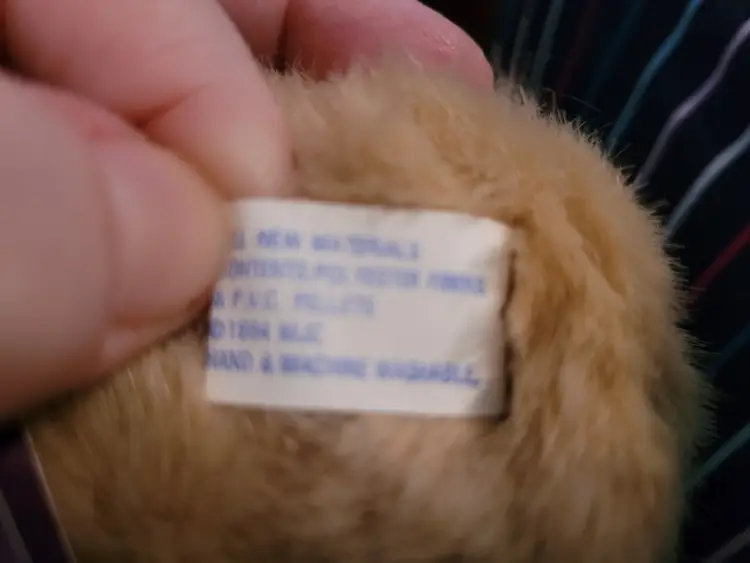 NEW MATERIALS
CONTENTS:POLYESTER FIBERS
& P.V.C. PELLETS
HAND & MACHINE WASHABLE.